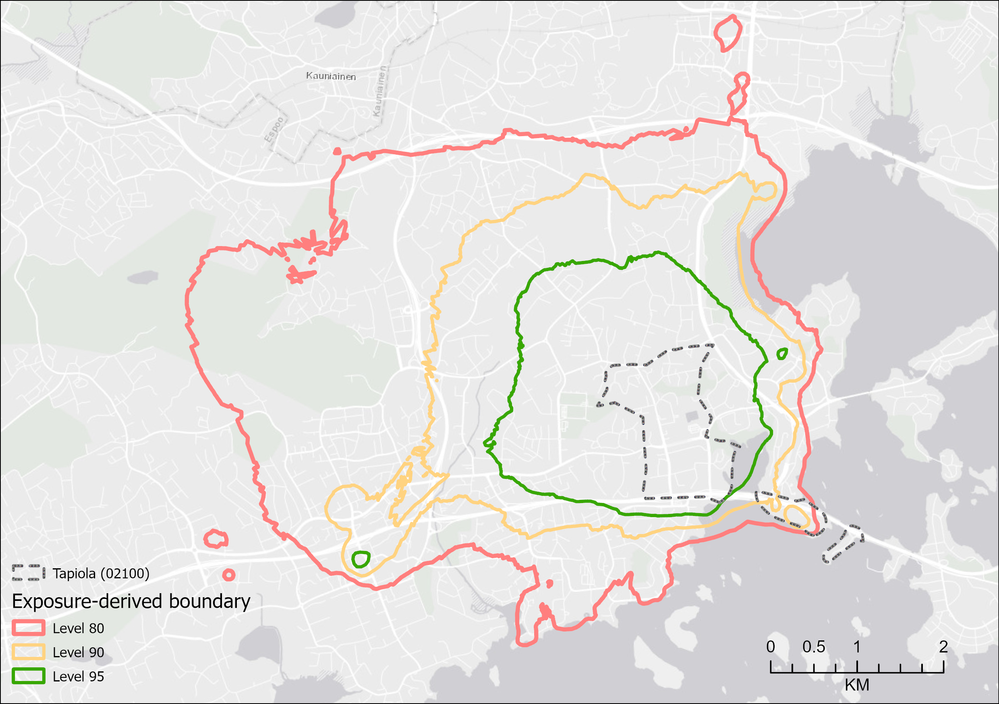 Kauniainen
Kauniainen
Espoo
Tapiola (02100)
Exposure-derived boundary
Level 80
Level 90
Level 95
0 0.5 1 2
KM